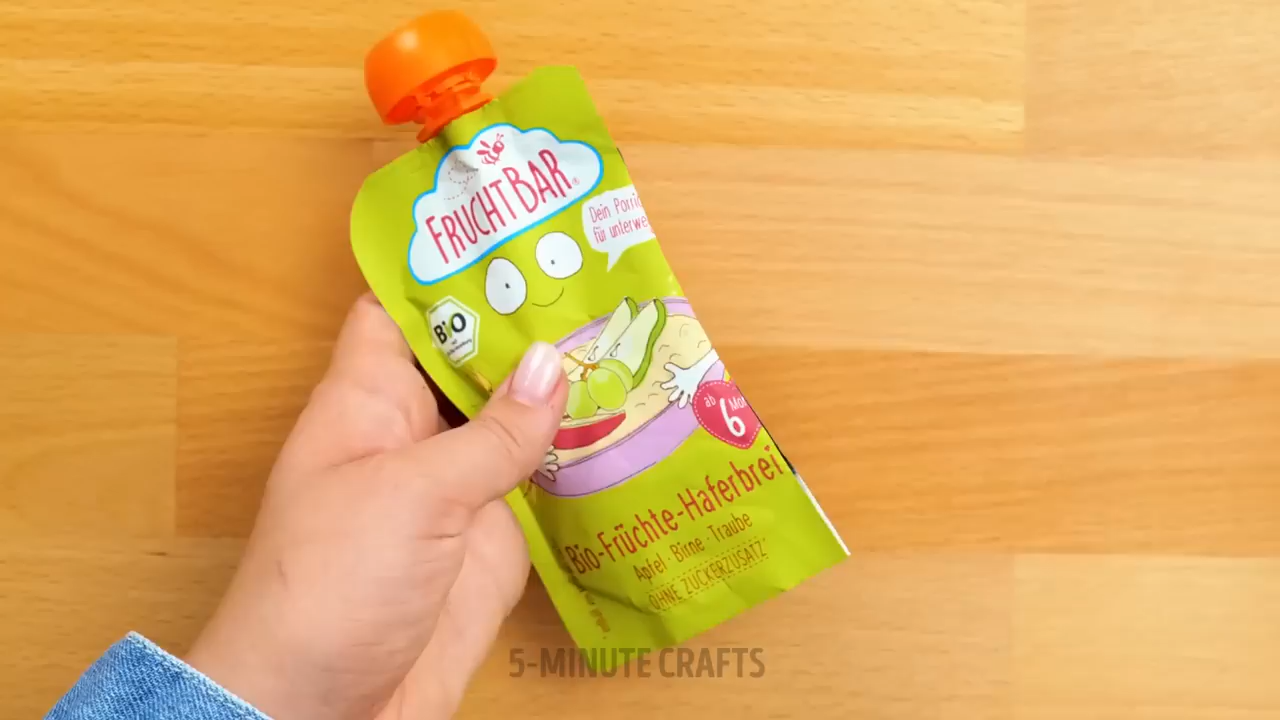 FRUCHTBAR®
Dein Porri
für unterwe
BiO
ab
6 Mo
Bio-Früchte-Haferbrei
Apfel · Birne · Traube
OHNE ZUCKERZUSATZ
5-MINUTE CRAFTS